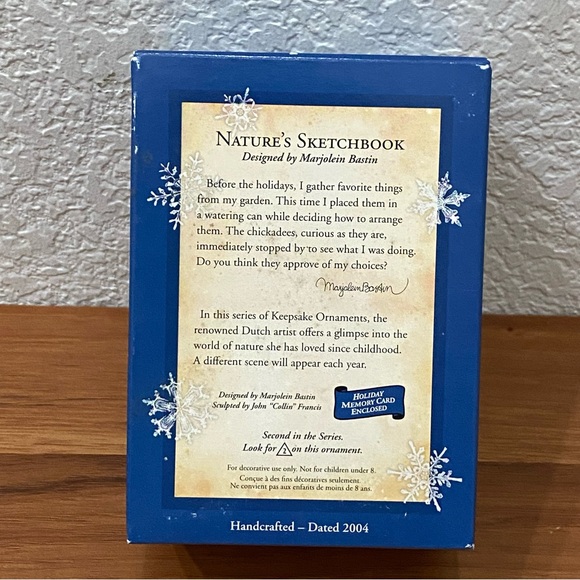 NATURE'S SKETCHBOOK
Designed by Marjolein Bastin
Before the holidays, I gather favorite things
from my garden. This time I placed them in
a watering can while deciding how to arrange
them. The chickadees, curious as they are,
immediately stopped by to see what I was doing.
Do you think they approve of my choices?
Marjolein Bastin
In this series of Keepsake Ornaments, the
renowned Dutch artist offers a glimpse into the
world of nature she has loved since childhood.
A different scene will appear each year.
Designed by Marjolein Bastin
Sculpted by John "Collin" Francis
HOLIDAY
MEMORY CARD
ENCLOSED
Second in the Series.
Look for 2 on this ornament.
For decorative use only. Not for children under 8.
Conçue à des fins décoratives seulement.
Ne convient pas aux enfants de moins de 8 ans.
Handcrafted – Dated 2004